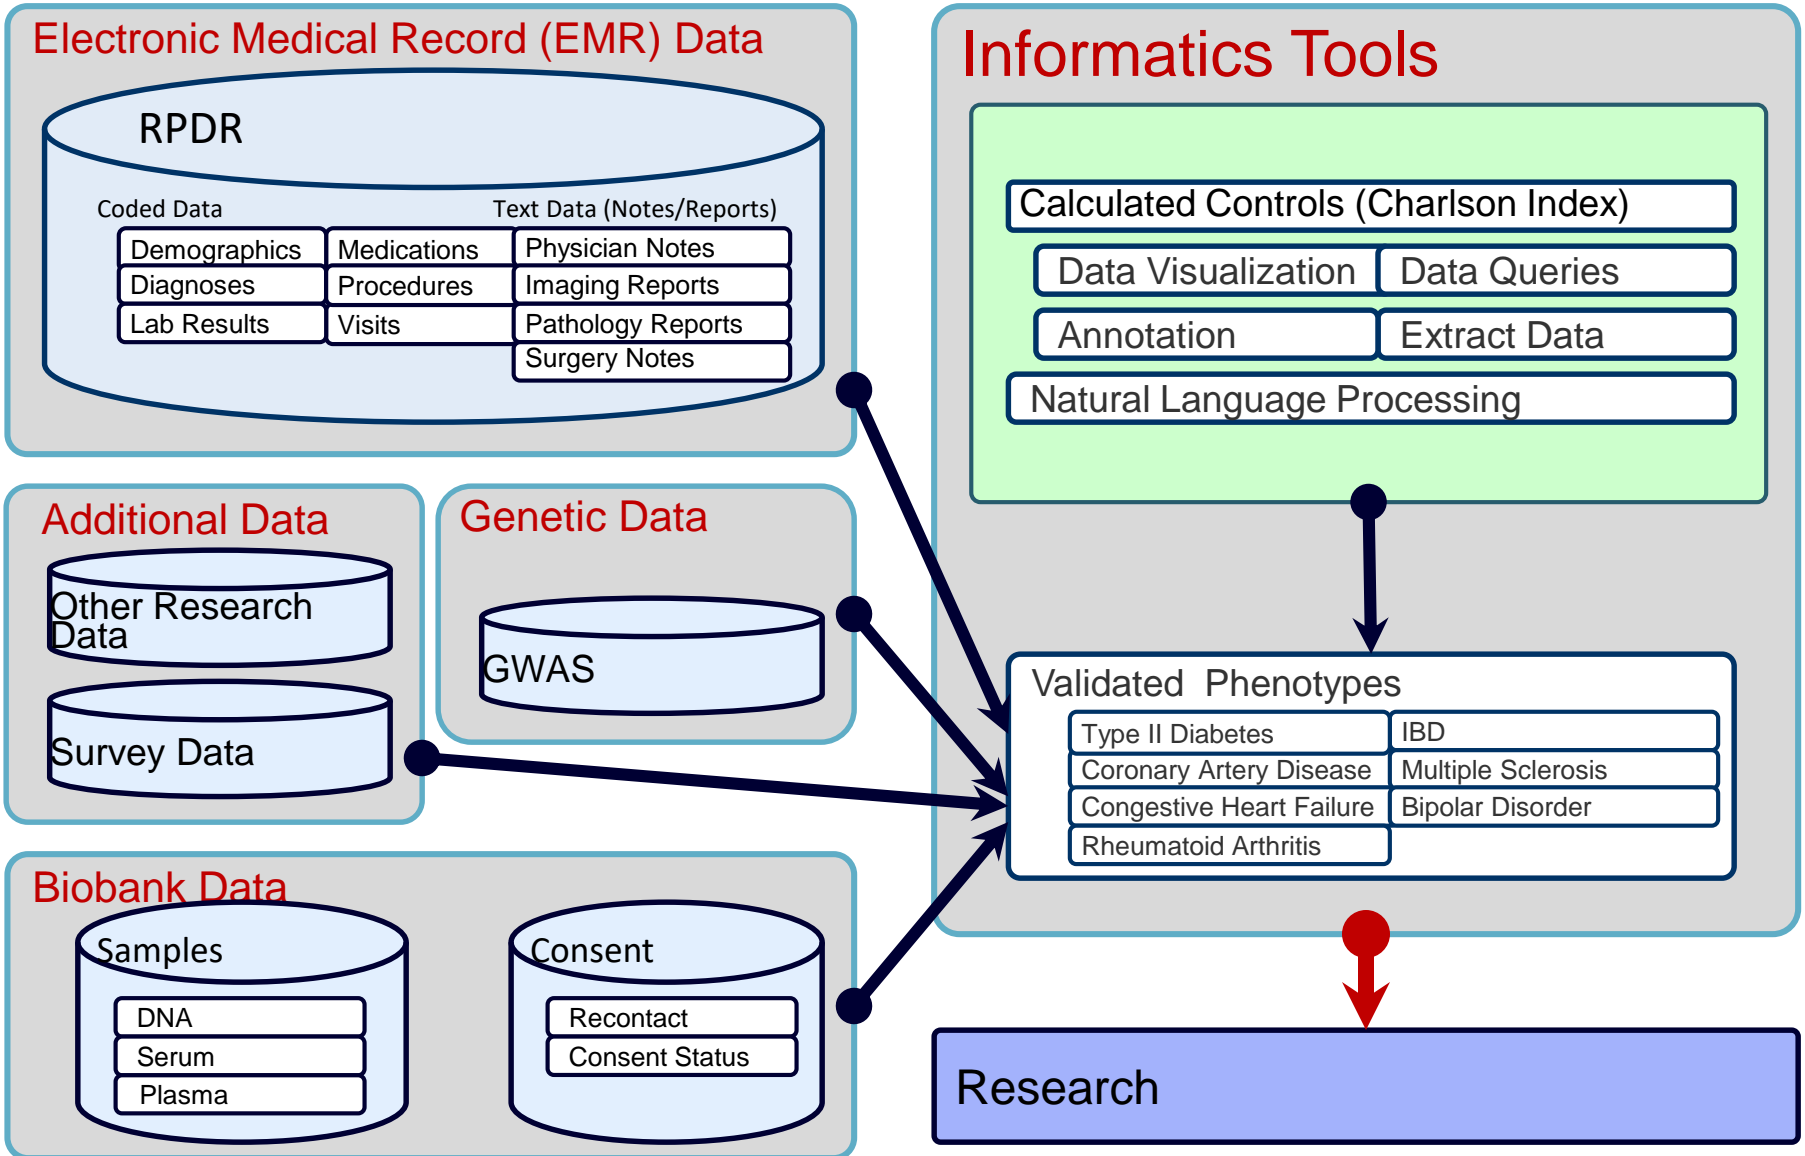 Electronic Medical Record (EMR) Data
RPDR
Coded Data
Text Data (Notes/Reports)
Demographics
Medications
Physician Notes
Diagnoses
Procedures
Imaging Reports
Lab Results
Visits
Pathology Reports
Surgery Notes
Additional Data
Other Research
Data
Survey Data
Genetic Data
GWAS
Biobank Data
Samples
DNA
Serum
Plasma
Consent
Recontact
Consent Status
Informatics Tools
Calculated Controls (Charlson Index)
Data Visualization
Data Queries
Annotation
Extract Data
Natural Language Processing
Validated Phenotypes
Type II Diabetes
IBD
Coronary Artery Disease
Multiple Sclerosis
Congestive Heart Failure
Bipolar Disorder
Rheumatoid Arthritis
Research